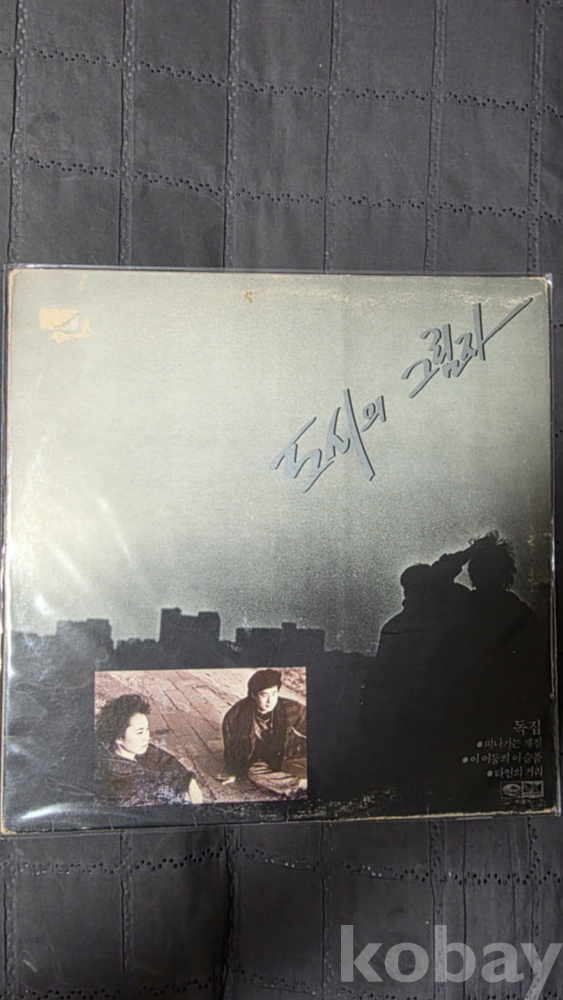 도시의 그림자
독집
●떠나가는 계절
●이 어둠의 이 슬픔
●타인의 거리
kobay